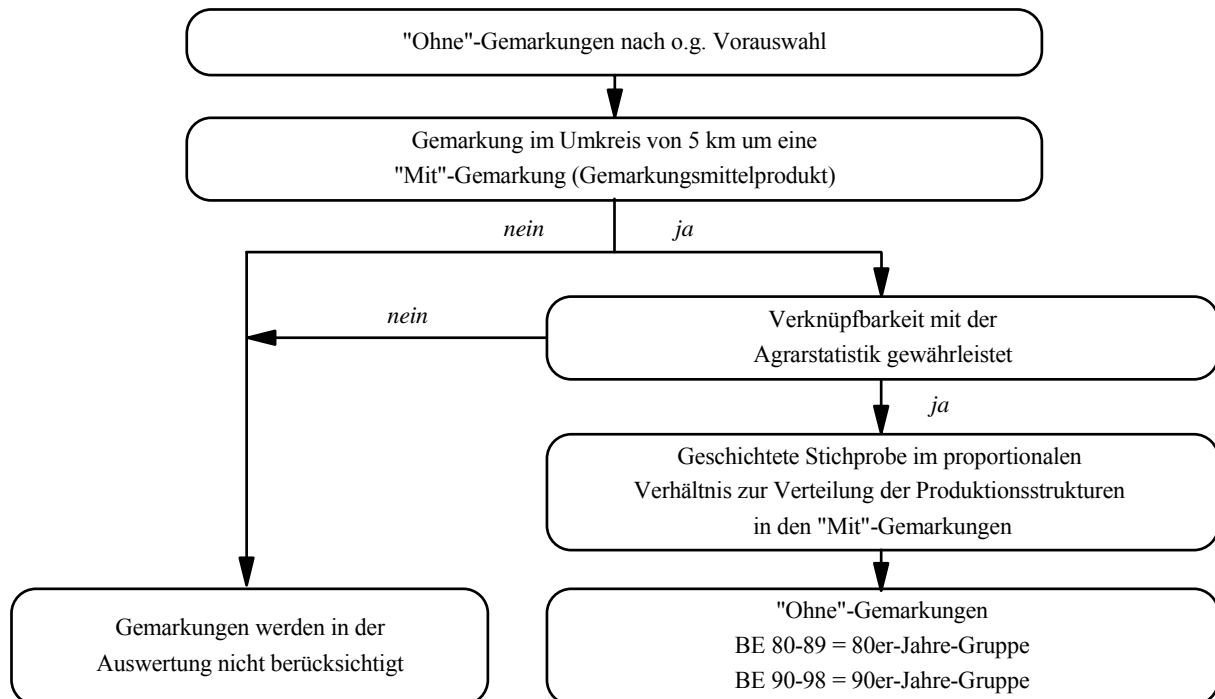 "Ohne"-Gemarkungen nach o.g. Vorauswahl
Gemarkung im Umkreis von 5 km um eine
"Mit"-Gemarkung (Gemarkungsmittelprodukt)
nein
ja
nein
Verknüpfbarkeit mit der
Agrarstatistik gewährleistet
ja
Geschichtete Stichprobe im proportionalen
Verhältnis zur Verteilung der Produktionsstrukturen
in den "Mit"-Gemarkungen
Gemarkungen werden in der
Auswertung nicht berücksichtigt
"Ohne"-Gemarkungen
BE 80-89 = 80er-Jahre-Gruppe
BE 90-98 = 90er-Jahre-Gruppe